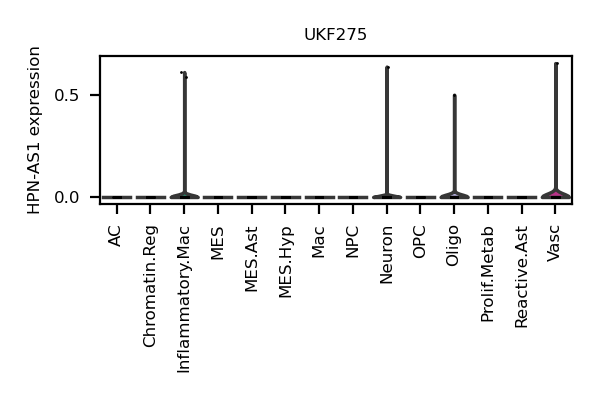 UKF275
HPN-AS1 expression
0.5
0.0
AC
Chromatin.Reg
Inflammatory.Mac
MES
MES.Ast
MES.Hyp
Mac
NPC
Neuron
OPC
Oligo
Prolif.Metab
Reactive.Ast
Vasc